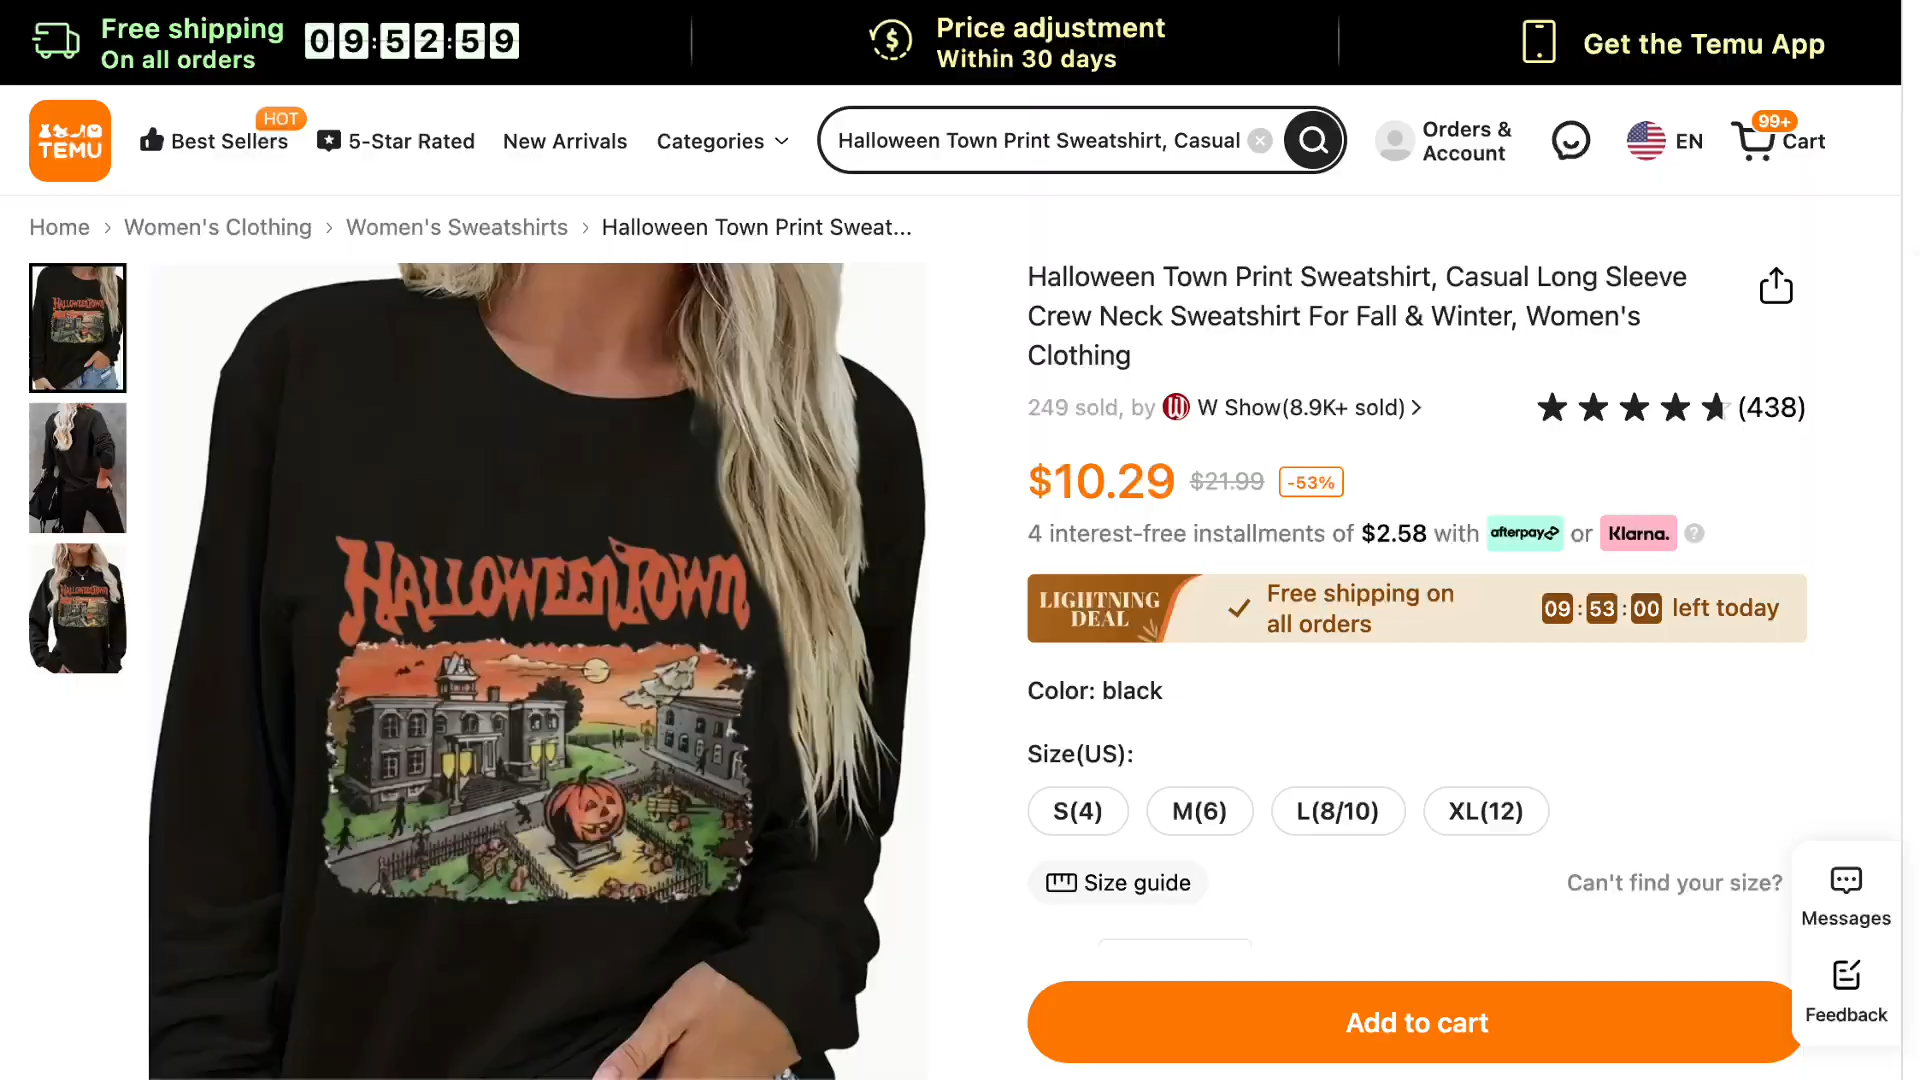 Free shipping
On all orders
09:52:59
Price adjustment
Within 30 days
Get the Temu App
TEMU
Best Sellers
HOT
5-Star Rated
New Arrivals
Categories
Halloween Town Print Sweatshirt, Casual
Orders &
Account
EN
99+
Cart
Home › Women's Clothing › Women's Sweatshirts › Halloween Town Print Sweat...
HALLOWEENTOWN
Halloween Town Print Sweatshirt, Casual Long Sleeve
Crew Neck Sweatshirt For Fall & Winter, Women's
Clothing
249 sold, by W Show(8.9K+ sold) >
(438)
$10.29 $21.99 -53%
4 interest-free installments of $2.58 with afterpay or Klarna. ?
LIGHTNING
DEAL
Free shipping on
all orders
09:53:00 left today
Color: black
Size(US):
S(4) M(6) L(8/10) XL(12)
Size guide
Can't find your size?
Messages
Feedback
Add to cart